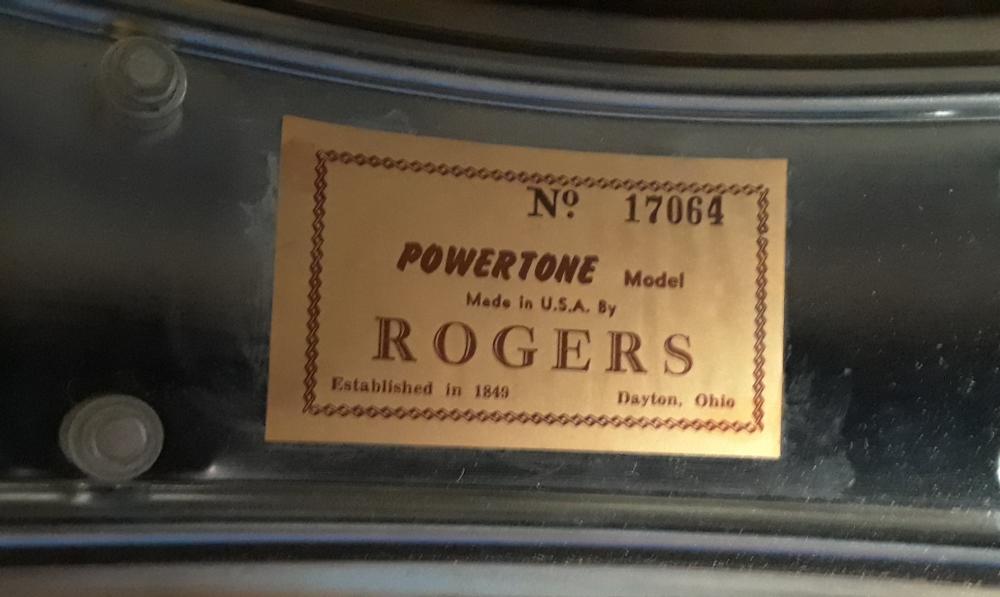 Nº 17064
POWERTONE Model
Made in U.S.A. By
ROGERS
Established in 1849 Dayton, Ohio